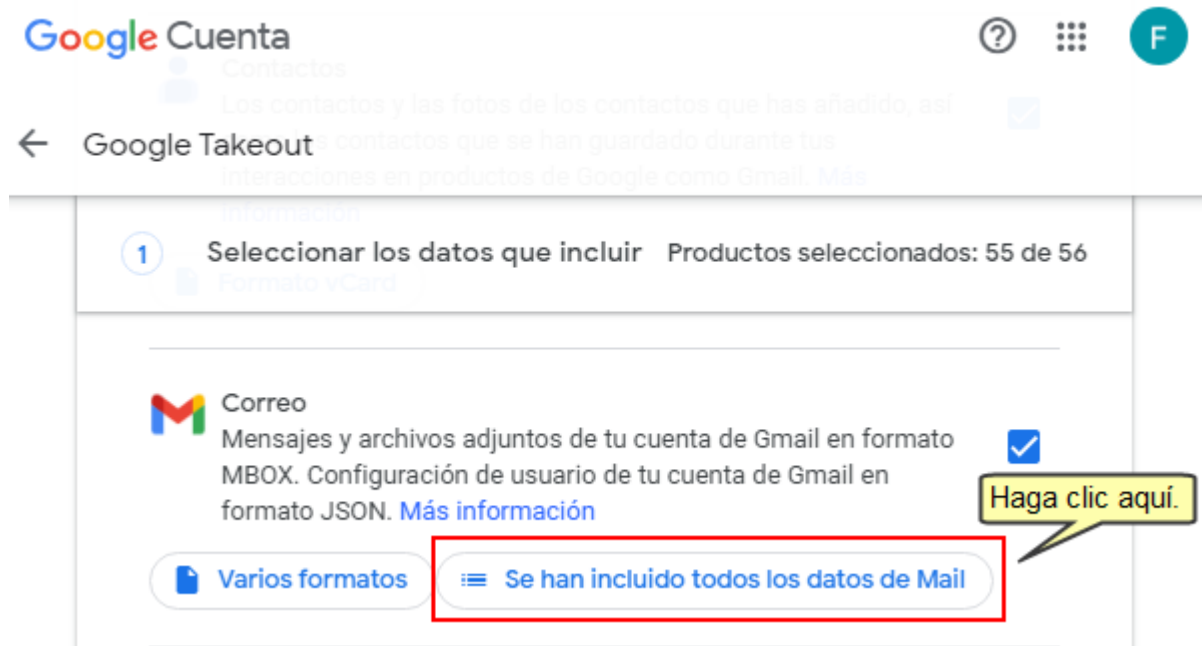 Google Cuenta
F
Contactos
Los contactos y las fotos de los contactos que has añadido, así
Google Takeout
contactos que se han guardado durante tus
interacciones en productos de Google como Gmail. Más
información
1 Seleccionar los datos que incluir Productos seleccionados: 55 de 56
Formato vCard
Correo
Mensajes y archivos adjuntos de tu cuenta de Gmail en formato
MBOX. Configuración de usuario de tu cuenta de Gmail en
formato JSON. Más información
Haga clic aquí.
Varios formatos
Se han incluido todos los datos de Mail